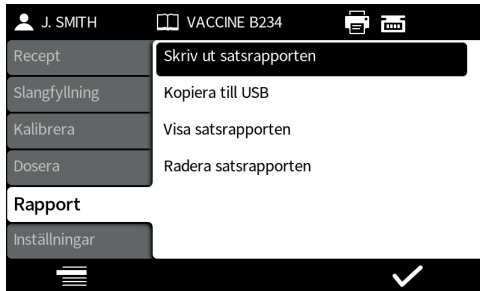 J. SMITH VACCINE B234
Recept
Slangfyllning
Kalibrera
Dosera
Rapport
Inställningar
Skriv ut satsrapporten
Kopiera till USB
Visa satsrapporten
Radera satsrapporten